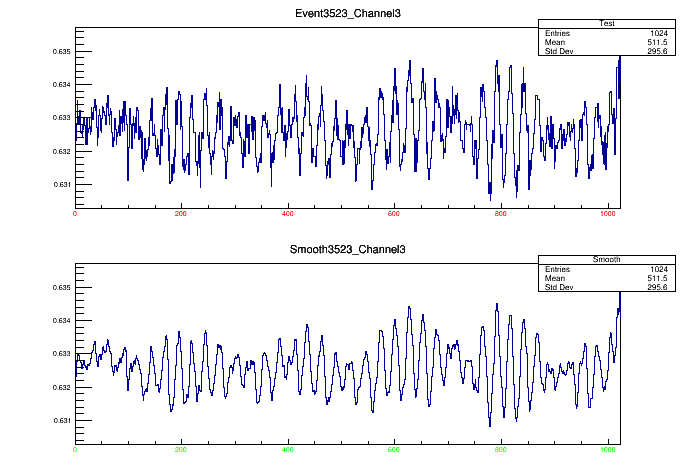 Event3523_Channel3
Test
Entries 1024
Mean 511.5
Std Dev 295.6
0.635
0.634
0.633
0.632
0.631
0 200 400 600 800 1000
Smooth3523_Channel3
Smooth
Entries 1024
Mean 511.5
Std Dev 295.6
0.635
0.634
0.633
0.632
0.631
0 200 400 600 800 1000